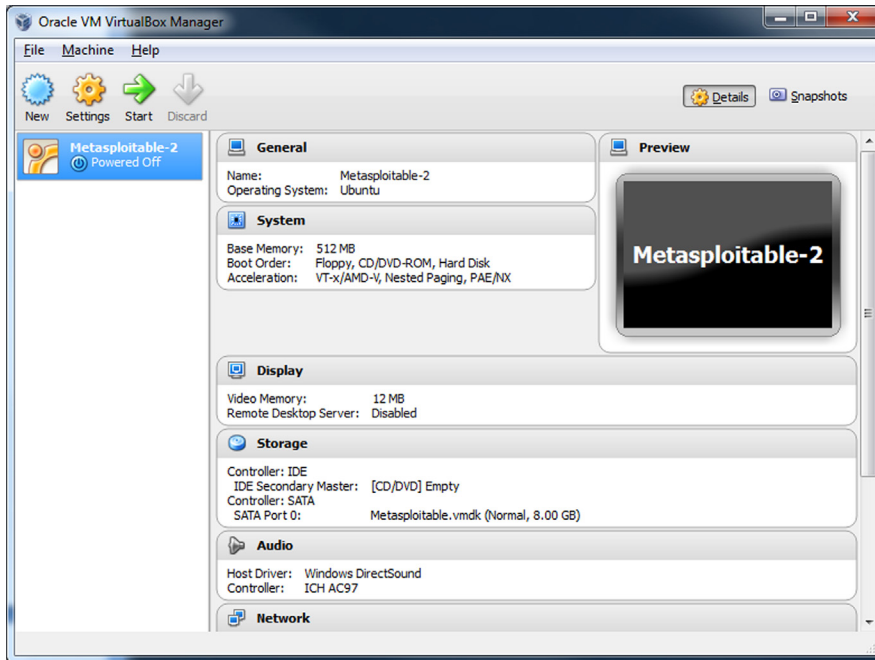 Oracle VM VirtualBox Manager
File Machine Help
New Settings Start Discard
Details Snapshots
Metasploitable-2
Powered Off
General
Name: Metasploitable-2
Operating System: Ubuntu
System
Base Memory: 512 MB
Boot Order: Floppy, CD/DVD-ROM, Hard Disk
Acceleration: VT-x/AMD-V, Nested Paging, PAE/NX
Preview
Metasploitable-2
Display
Video Memory: 12 MB
Remote Desktop Server: Disabled
Storage
Controller: IDE
IDE Secondary Master: [CD/DVD] Empty
Controller: SATA
SATA Port 0: Metasploitable.vmdk (Normal, 8.00 GB)
Audio
Host Driver: Windows DirectSound
Controller: ICH AC97
Network